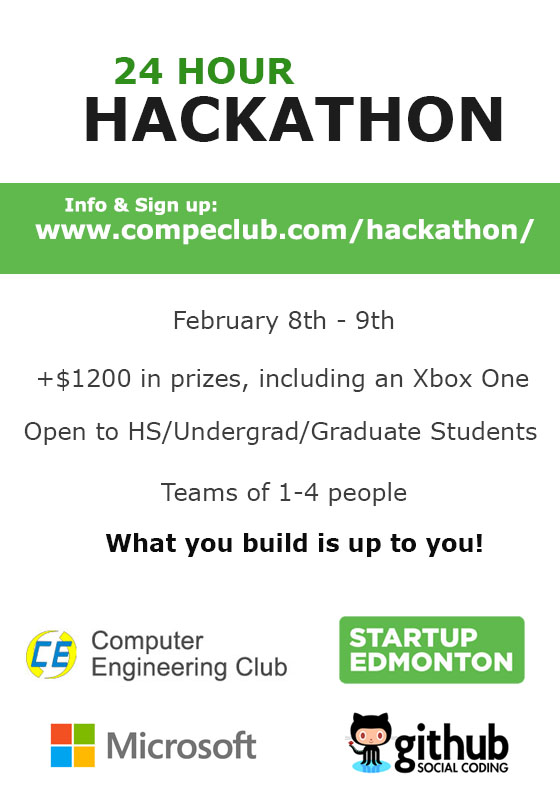 24 HOUR
HACKATHON
Info & Sign up:
www.compeclub.com/hackathon/
February 8th - 9th
+$1200 in prizes, including an Xbox One
Open to HS/Undergrad/Graduate Students
Teams of 1-4 people
What you build is up to you!
CE
Computer
Engineering Club
STARTUP
EDMONTON
Microsoft
github
SOCIAL CODING